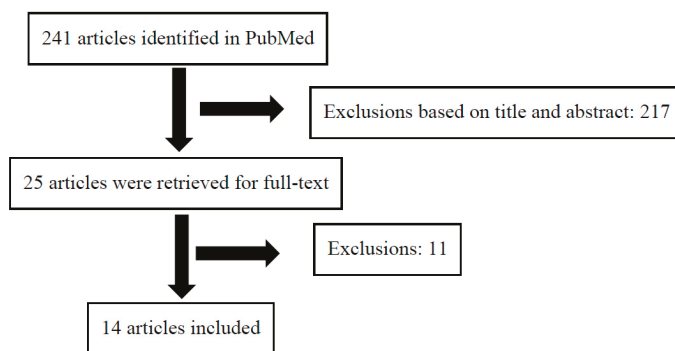 241 articles identified in PubMed
Exclusions based on title and abstract: 217
25 articles were retrieved for full-text
Exclusions: 11
14 articles included